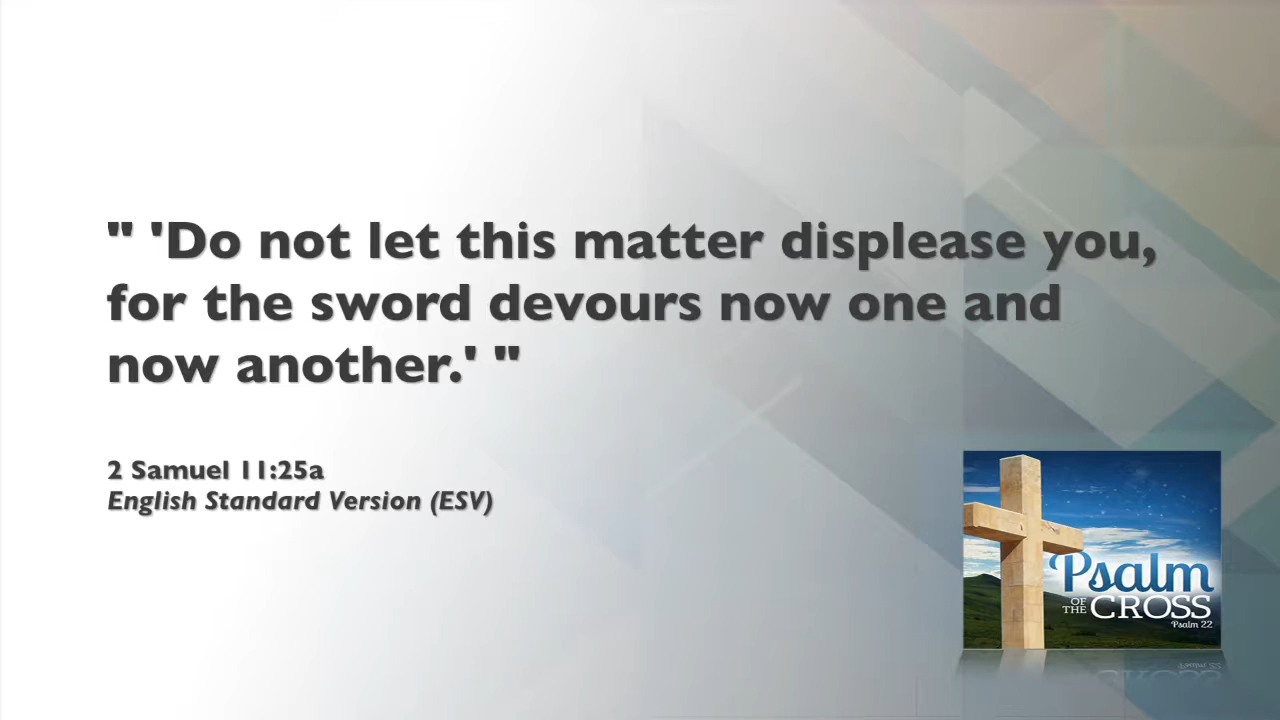 " 'Do not let this matter displease you,
for the sword devours now one and
now another.' "
2 Samuel 11:25a
English Standard Version (ESV)
Psalm
OF THE CROSS
Psalm 22